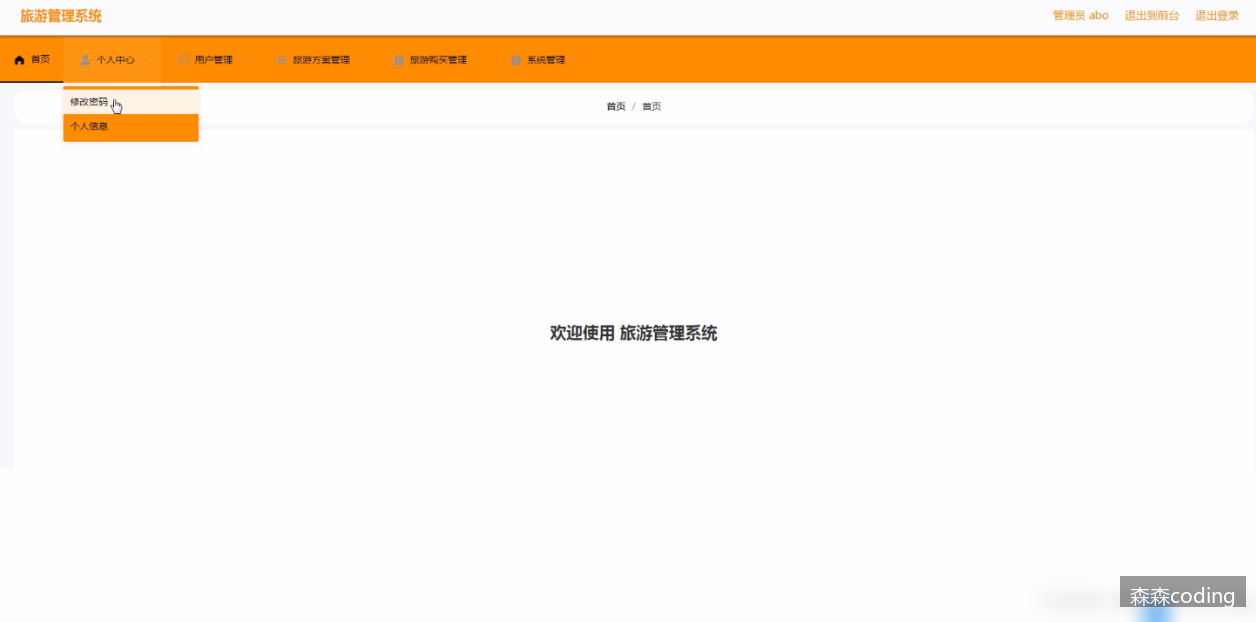 旅游管理系统
管理员 abo 退出到前台 退出登录
首页 个人中心 用户管理 旅游方案管理 旅游购买管理 系统管理
修改密码
首页 / 首页
个人信息
欢迎使用 旅游管理系统
森森coding